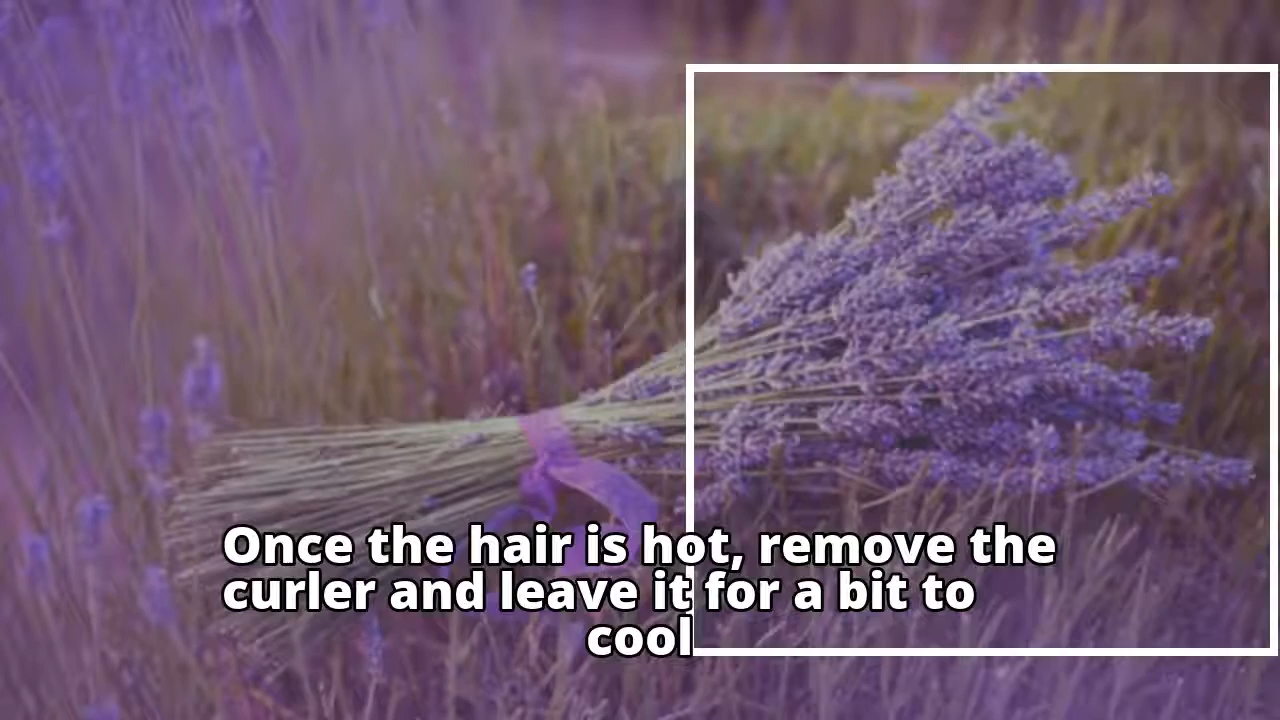 Once the hair is hot, remove the
curler and leave it for a bit to
cool